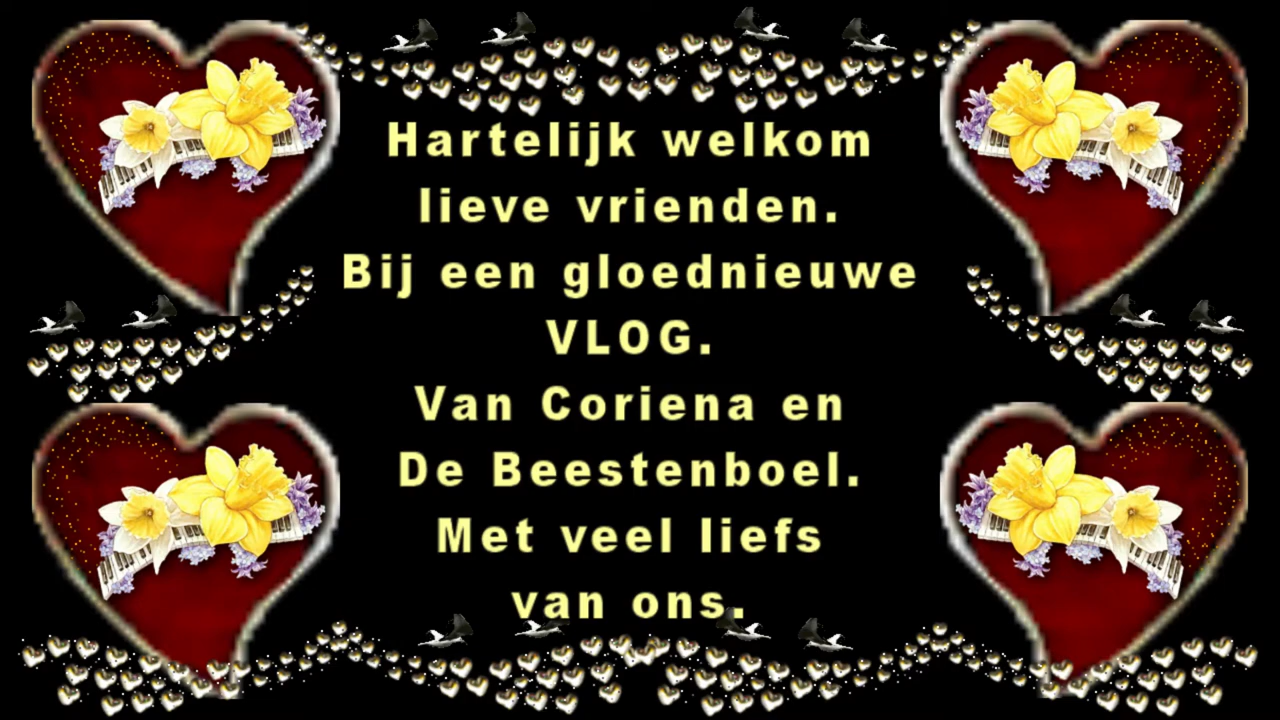 Hartelijk welkom
lieve vrienden.
Bij een gloednieuwe
VLOG.
Van Coriena en
De Beestenboel.
Met veel liefs
van ons.